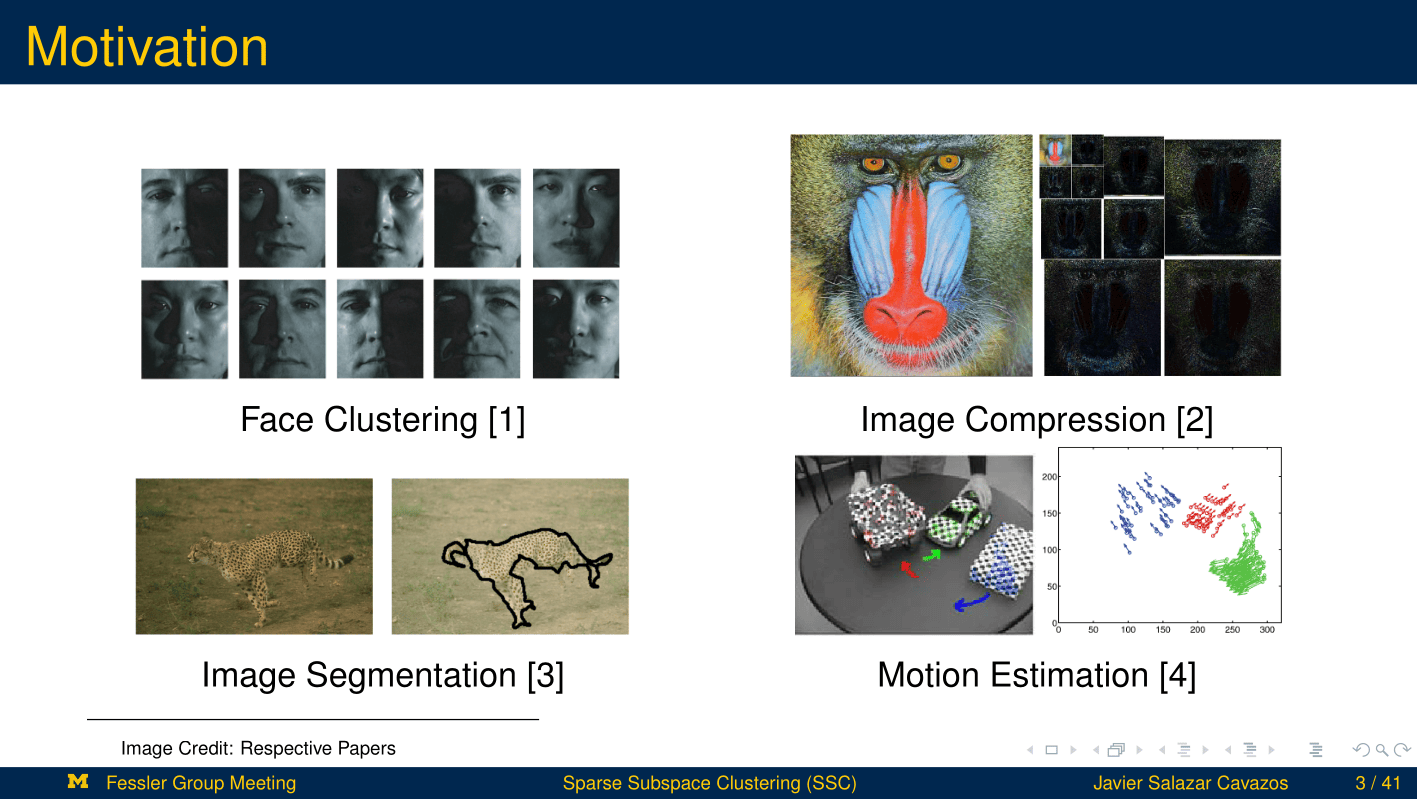 Motivation
Face Clustering [1]
Image Compression [2]
Image Segmentation [3]
Motion Estimation [4]
200
150
100
50
0
0 50 100 150 200 250 300
Image Credit: Respective Papers
M Fessler Group Meeting
Sparse Subspace Clustering (SSC)
Javier Salazar Cavazos
3 / 41